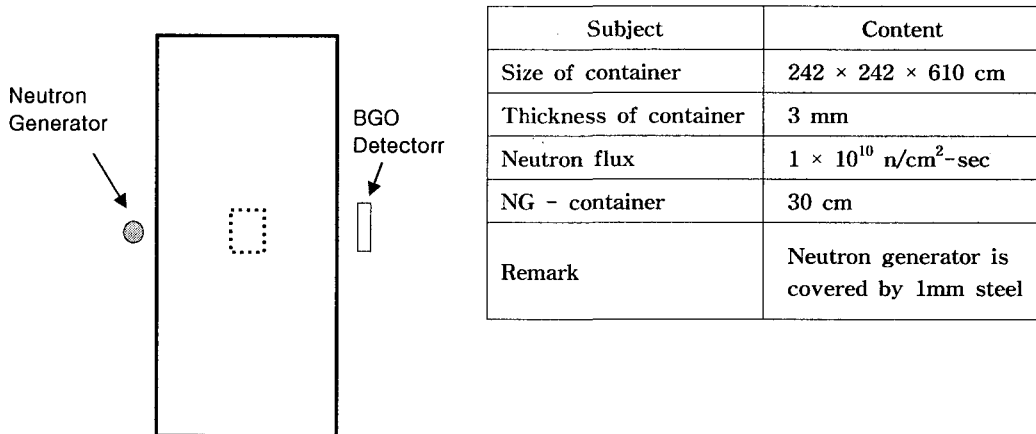 Neutron
Generator
BGO
Detectorr
Subject Content
Size of container 242 × 242 × 610 cm
Thickness of container 3 mm
Neutron flux 1 × 10¹⁰ n/cm²-sec
NG - container 30 cm
Remark Neutron generator is
covered by 1mm steel